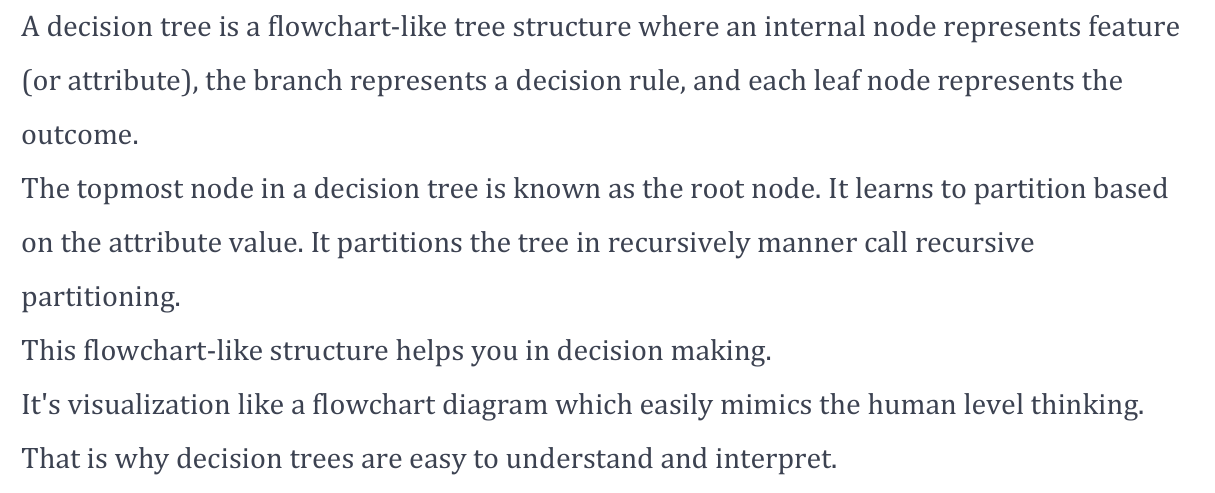 A decision tree is a flowchart-like tree structure where an internal node represents feature
(or attribute), the branch represents a decision rule, and each leaf node represents the
outcome.
The topmost node in a decision tree is known as the root node. It learns to partition based
on the attribute value. It partitions the tree in recursively manner call recursive
partitioning.
This flowchart-like structure helps you in decision making.
It's visualization like a flowchart diagram which easily mimics the human level thinking.
That is why decision trees are easy to understand and interpret.